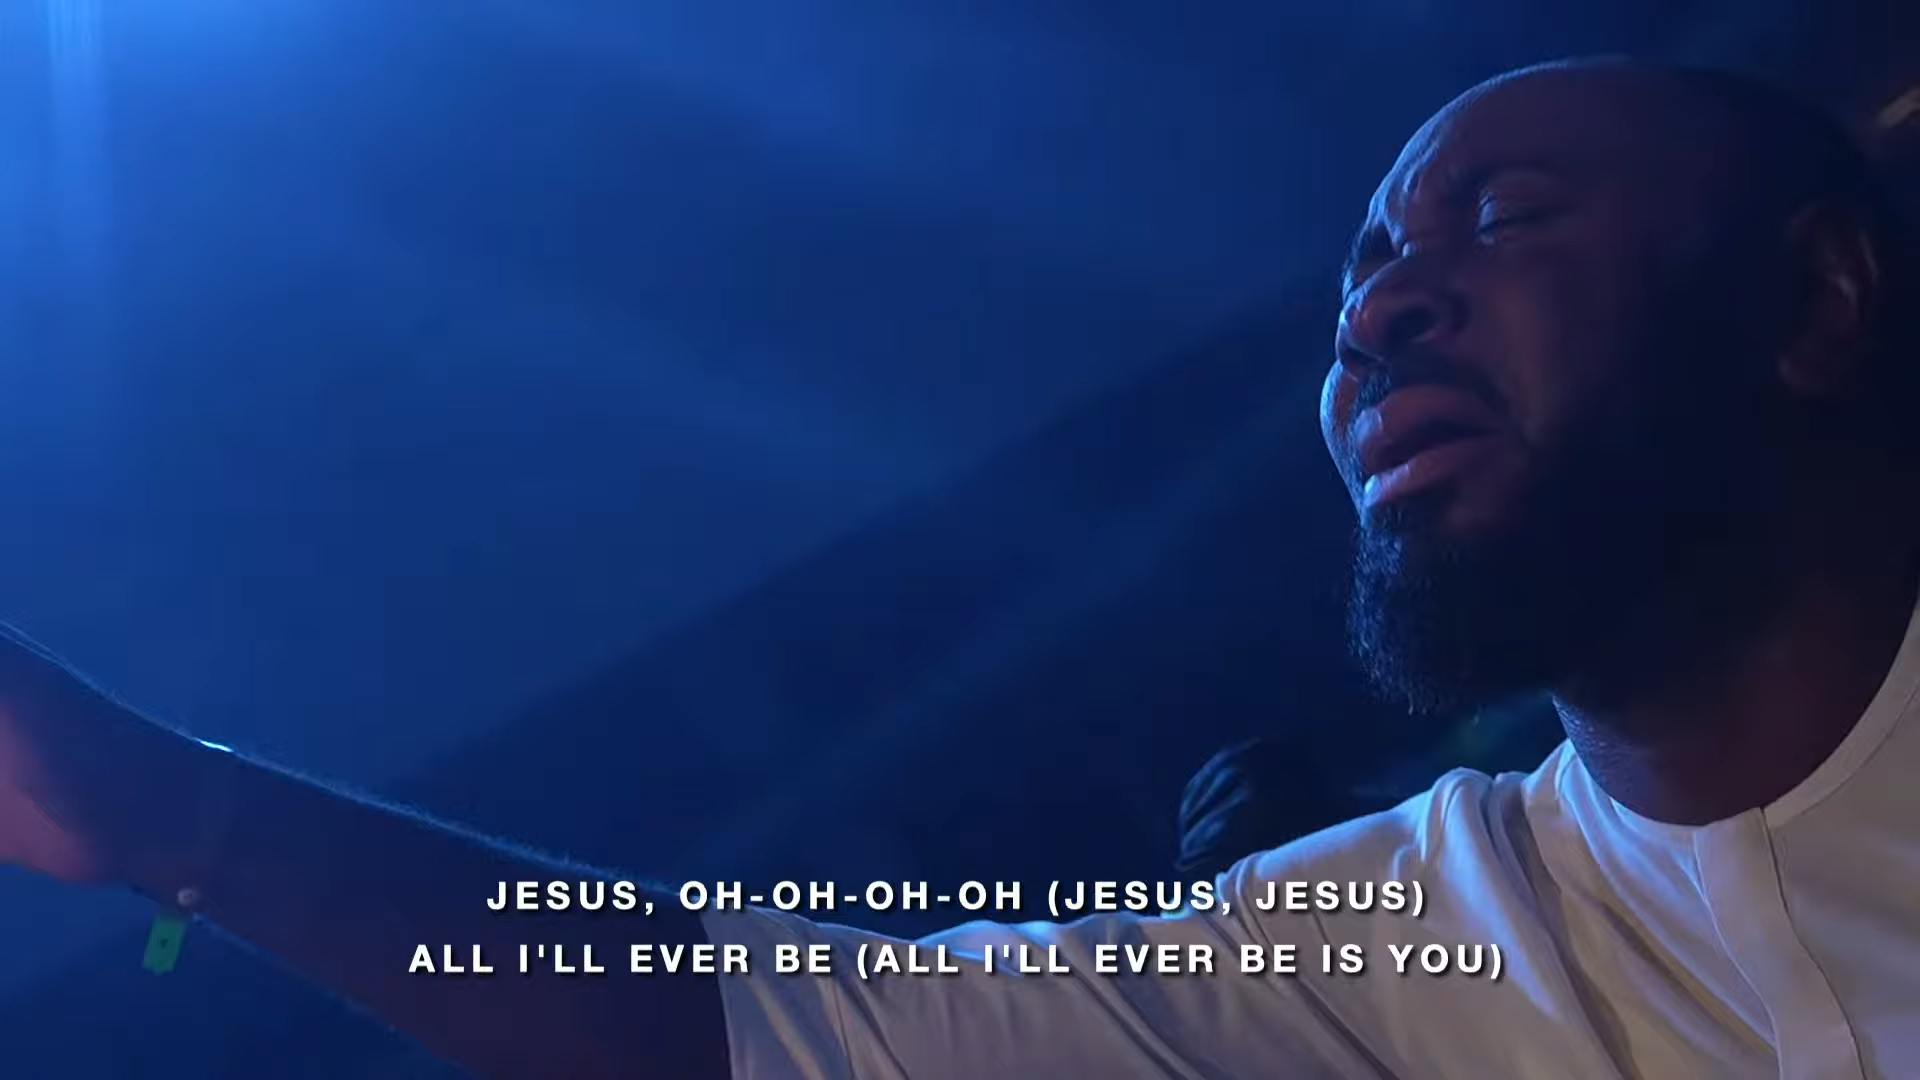 JESUS, OH-OH-OH-OH (JESUS, JESUS)
ALL I'LL EVER BE (ALL I'LL EVER BE IS YOU)